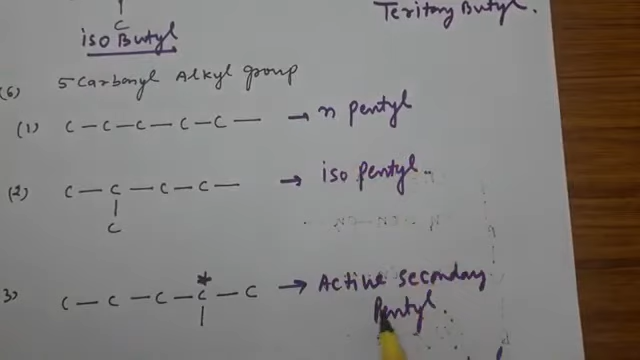 C
iso Butyl
Teritory Butyl.
(6) 5 Carbonyl Alkyl group
(1) C — C — C — C — C — → n pentyl
(2) C — C — C — C — → iso pentyl.
C
*
3) C — C — C — C — C → Active secondary
Pentyl.